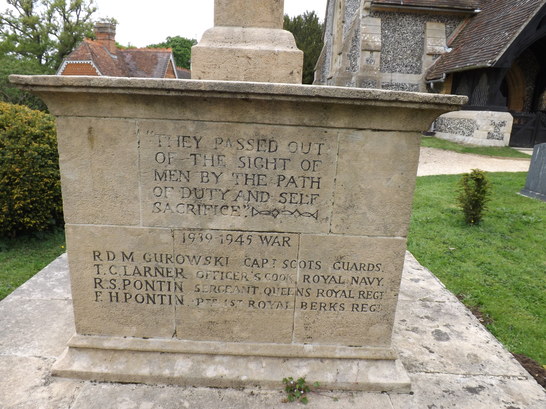 "THEY PASSED OUT
OF THE SIGHT OF
MEN BY THE PATH
OF DUTY AND SELF
SACRIFICE."
1939 1945 WAR
R D M GUROWSKI CAPT SCOTS GUARDS.
T. C. LARNER OFFICER'S COOK ROYAL NAVY.
R.S. PONTIN SERGEANT QUEENS ROYAL REGT
F. H. PONTIN PTE 1ST ROYAL BERKS REGT